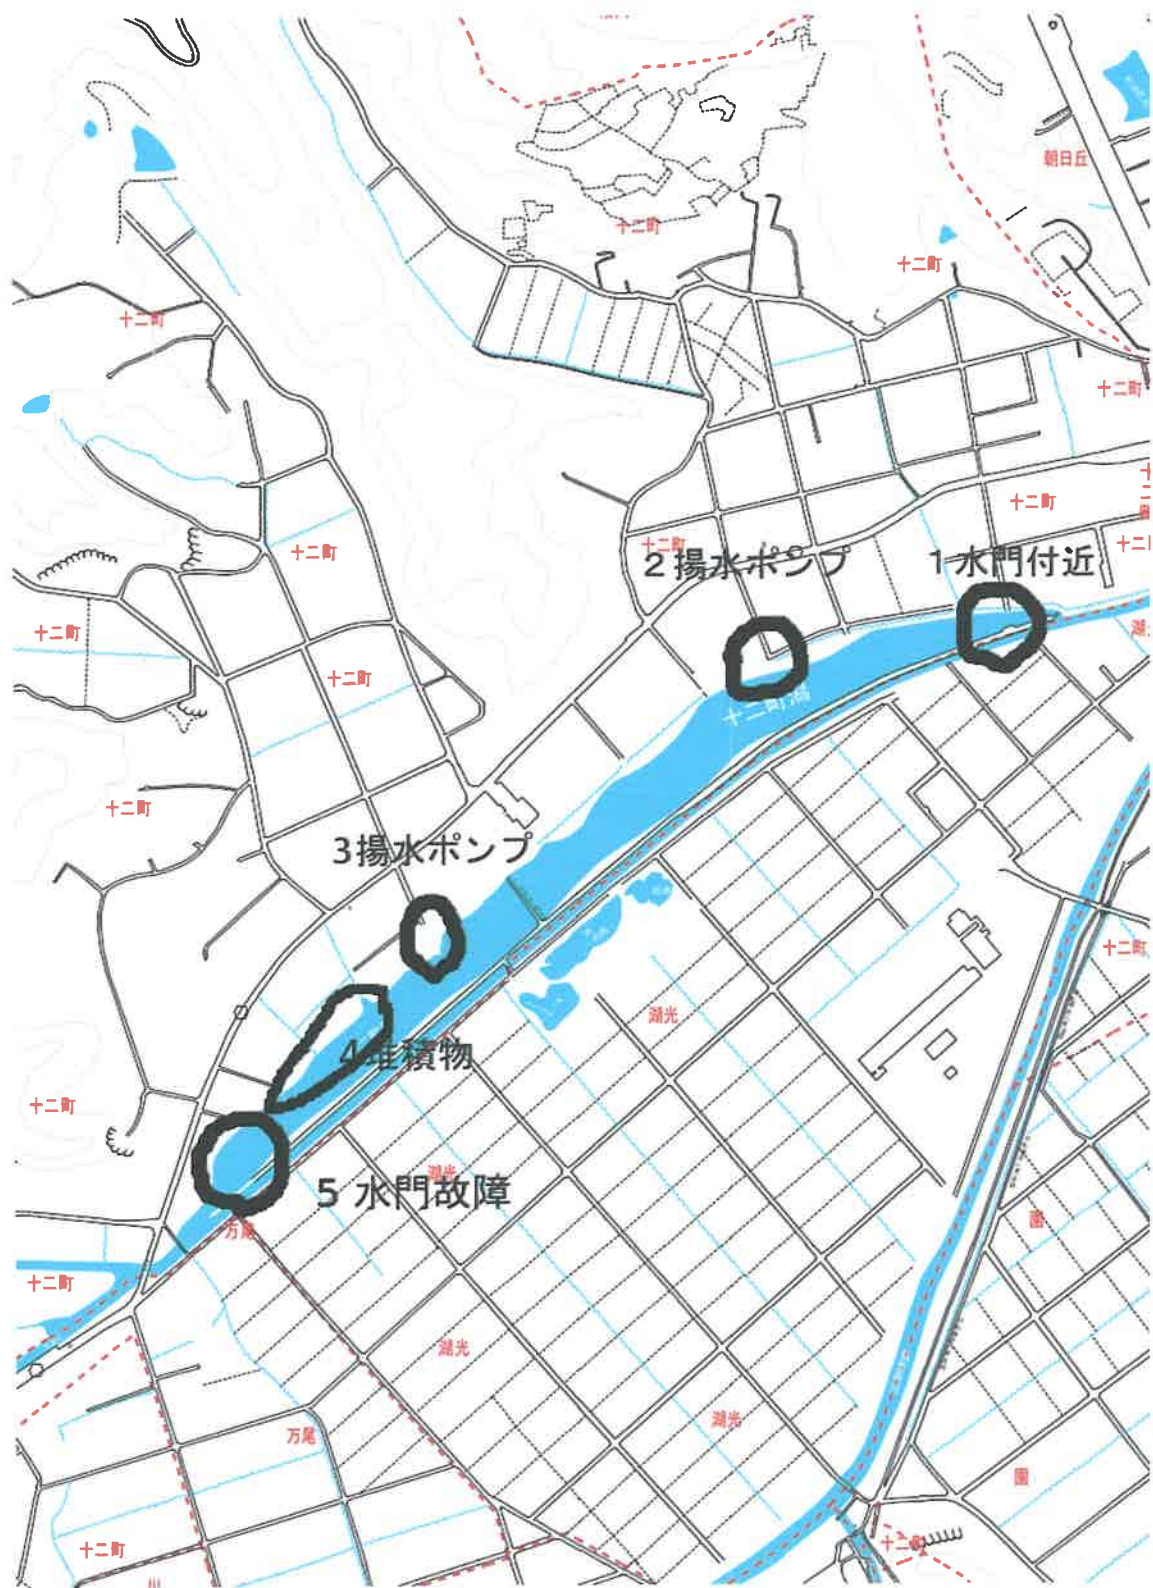 朝日丘
十二町
十二町
十二町
十二町
十二町
十二町
十二町
2揚水ポンプ
1水門付近
十二町
十二町
十二町
十二町潟
十二町
3揚水ポンプ
十二町
湖光
4堆積物
十二町
湖光
5水門故障
万尾
園
十二町
湖光
湖光
万尾
園
十二町
十二町